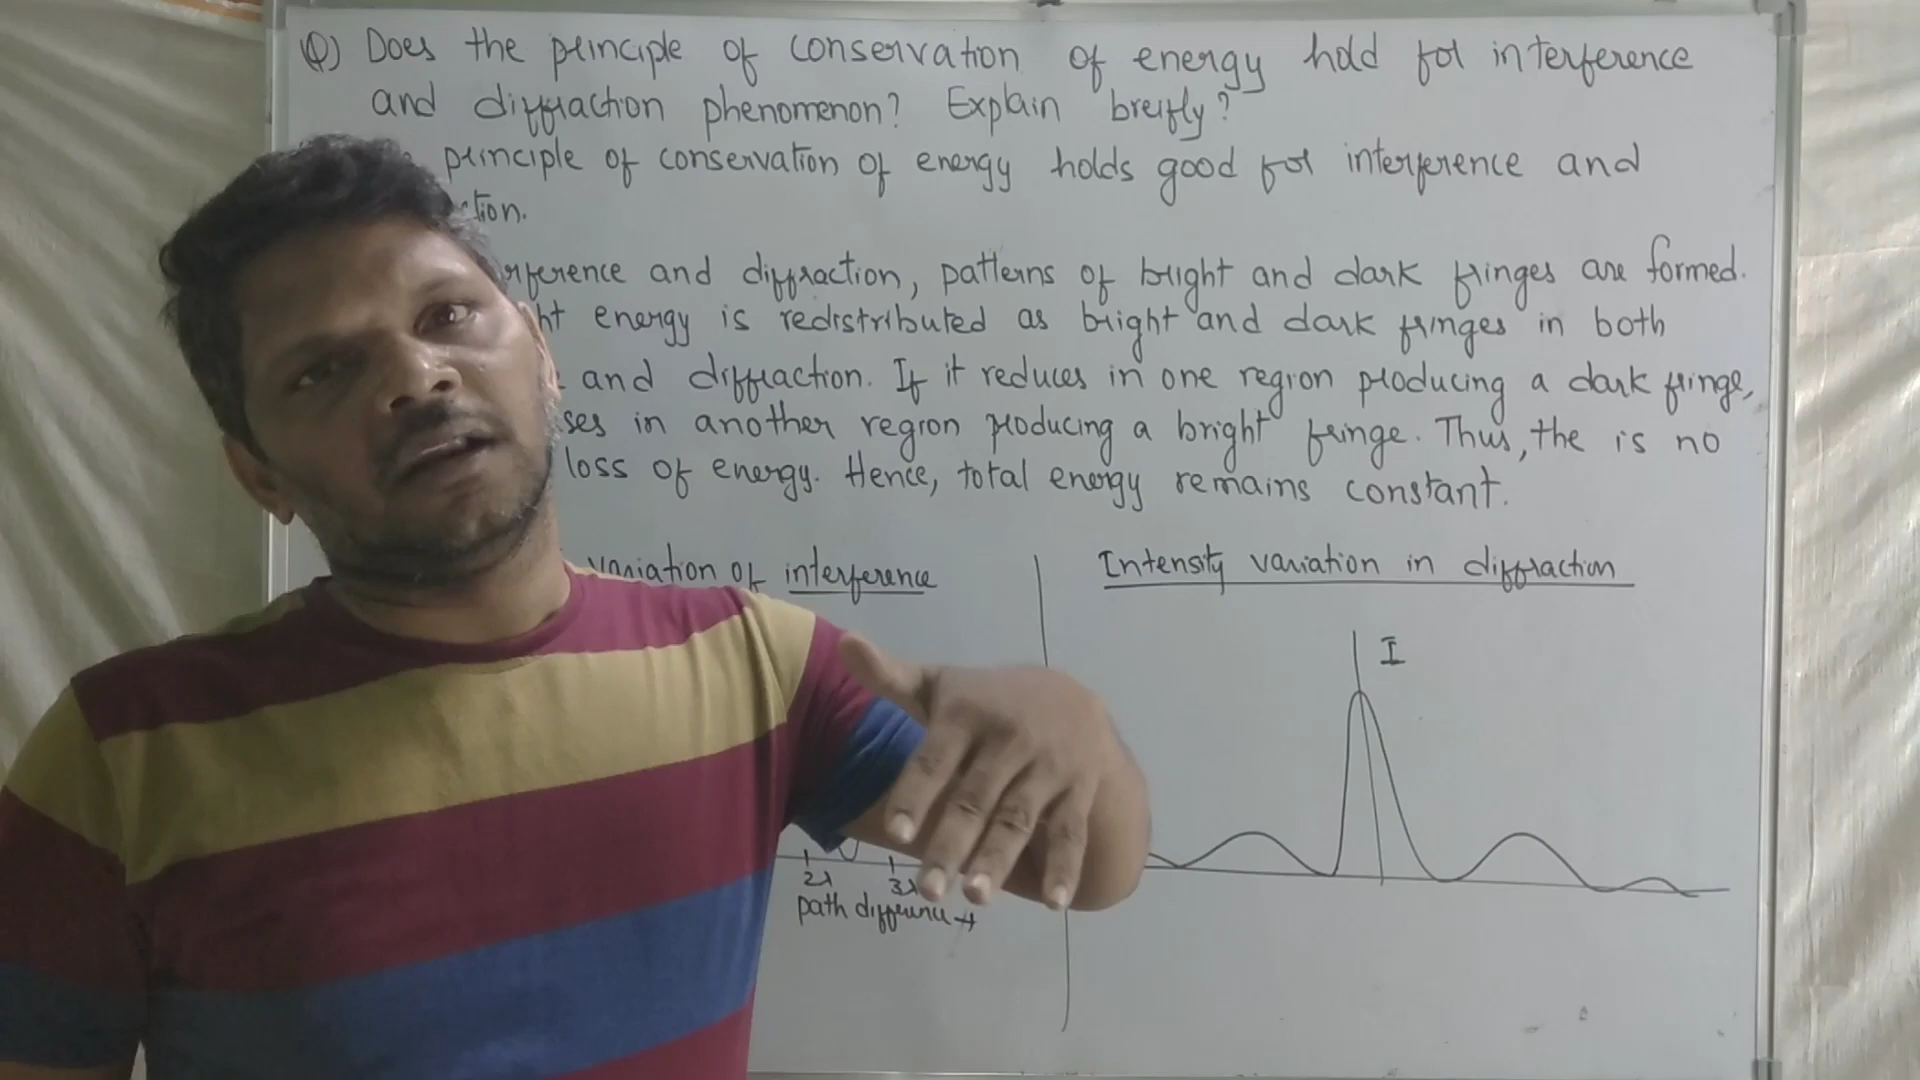 Q) Does the principle of conservation of energy hold for interference
and diffraction phenomenon? Explain breifly?
principle of conservation of energy holds good for interference and
ction.
rference and diffraction, patterns of bright and dark fringes are formed.
ht energy is redistributed as bright and dark fringes in both
and diffraction. If it reduces in one region producing a dark fringe,
ses in another region producing a bright fringe. Thus, the is no
loss of energy. Hence, total energy remains constant.
variation of interference
Intensity variation in diffraction
I
2λ 3λ
path difference →